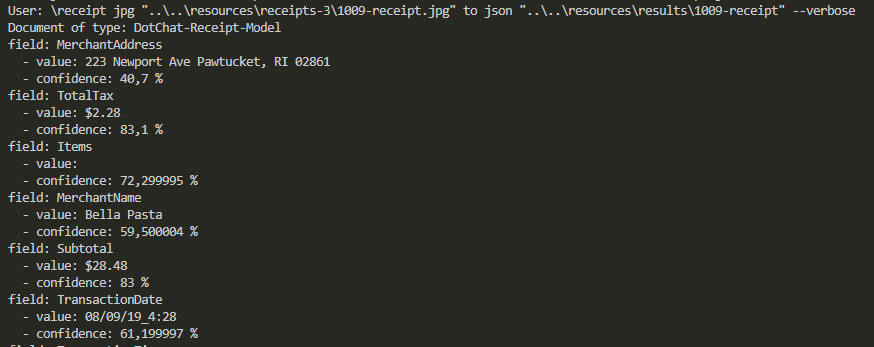 User: \receipt jpg "..\..\resources\receipts-3\1009-receipt.jpg" to json "..\..\resources\results\1009-receipt" --verbose
Document of type: DotChat-Receipt-Model
field: MerchantAddress
- value: 223 Newport Ave Pawtucket, RI 02861
- confidence: 40,7 %
field: TotalTax
- value: $2.28
- confidence: 83,1 %
field: Items
- value:
- confidence: 72,299995 %
field: MerchantName
- value: Bella Pasta
- confidence: 59,500004 %
field: Subtotal
- value: $28.48
- confidence: 83 %
field: TransactionDate
- value: 08/09/19_4:28
- confidence: 61,199997 %